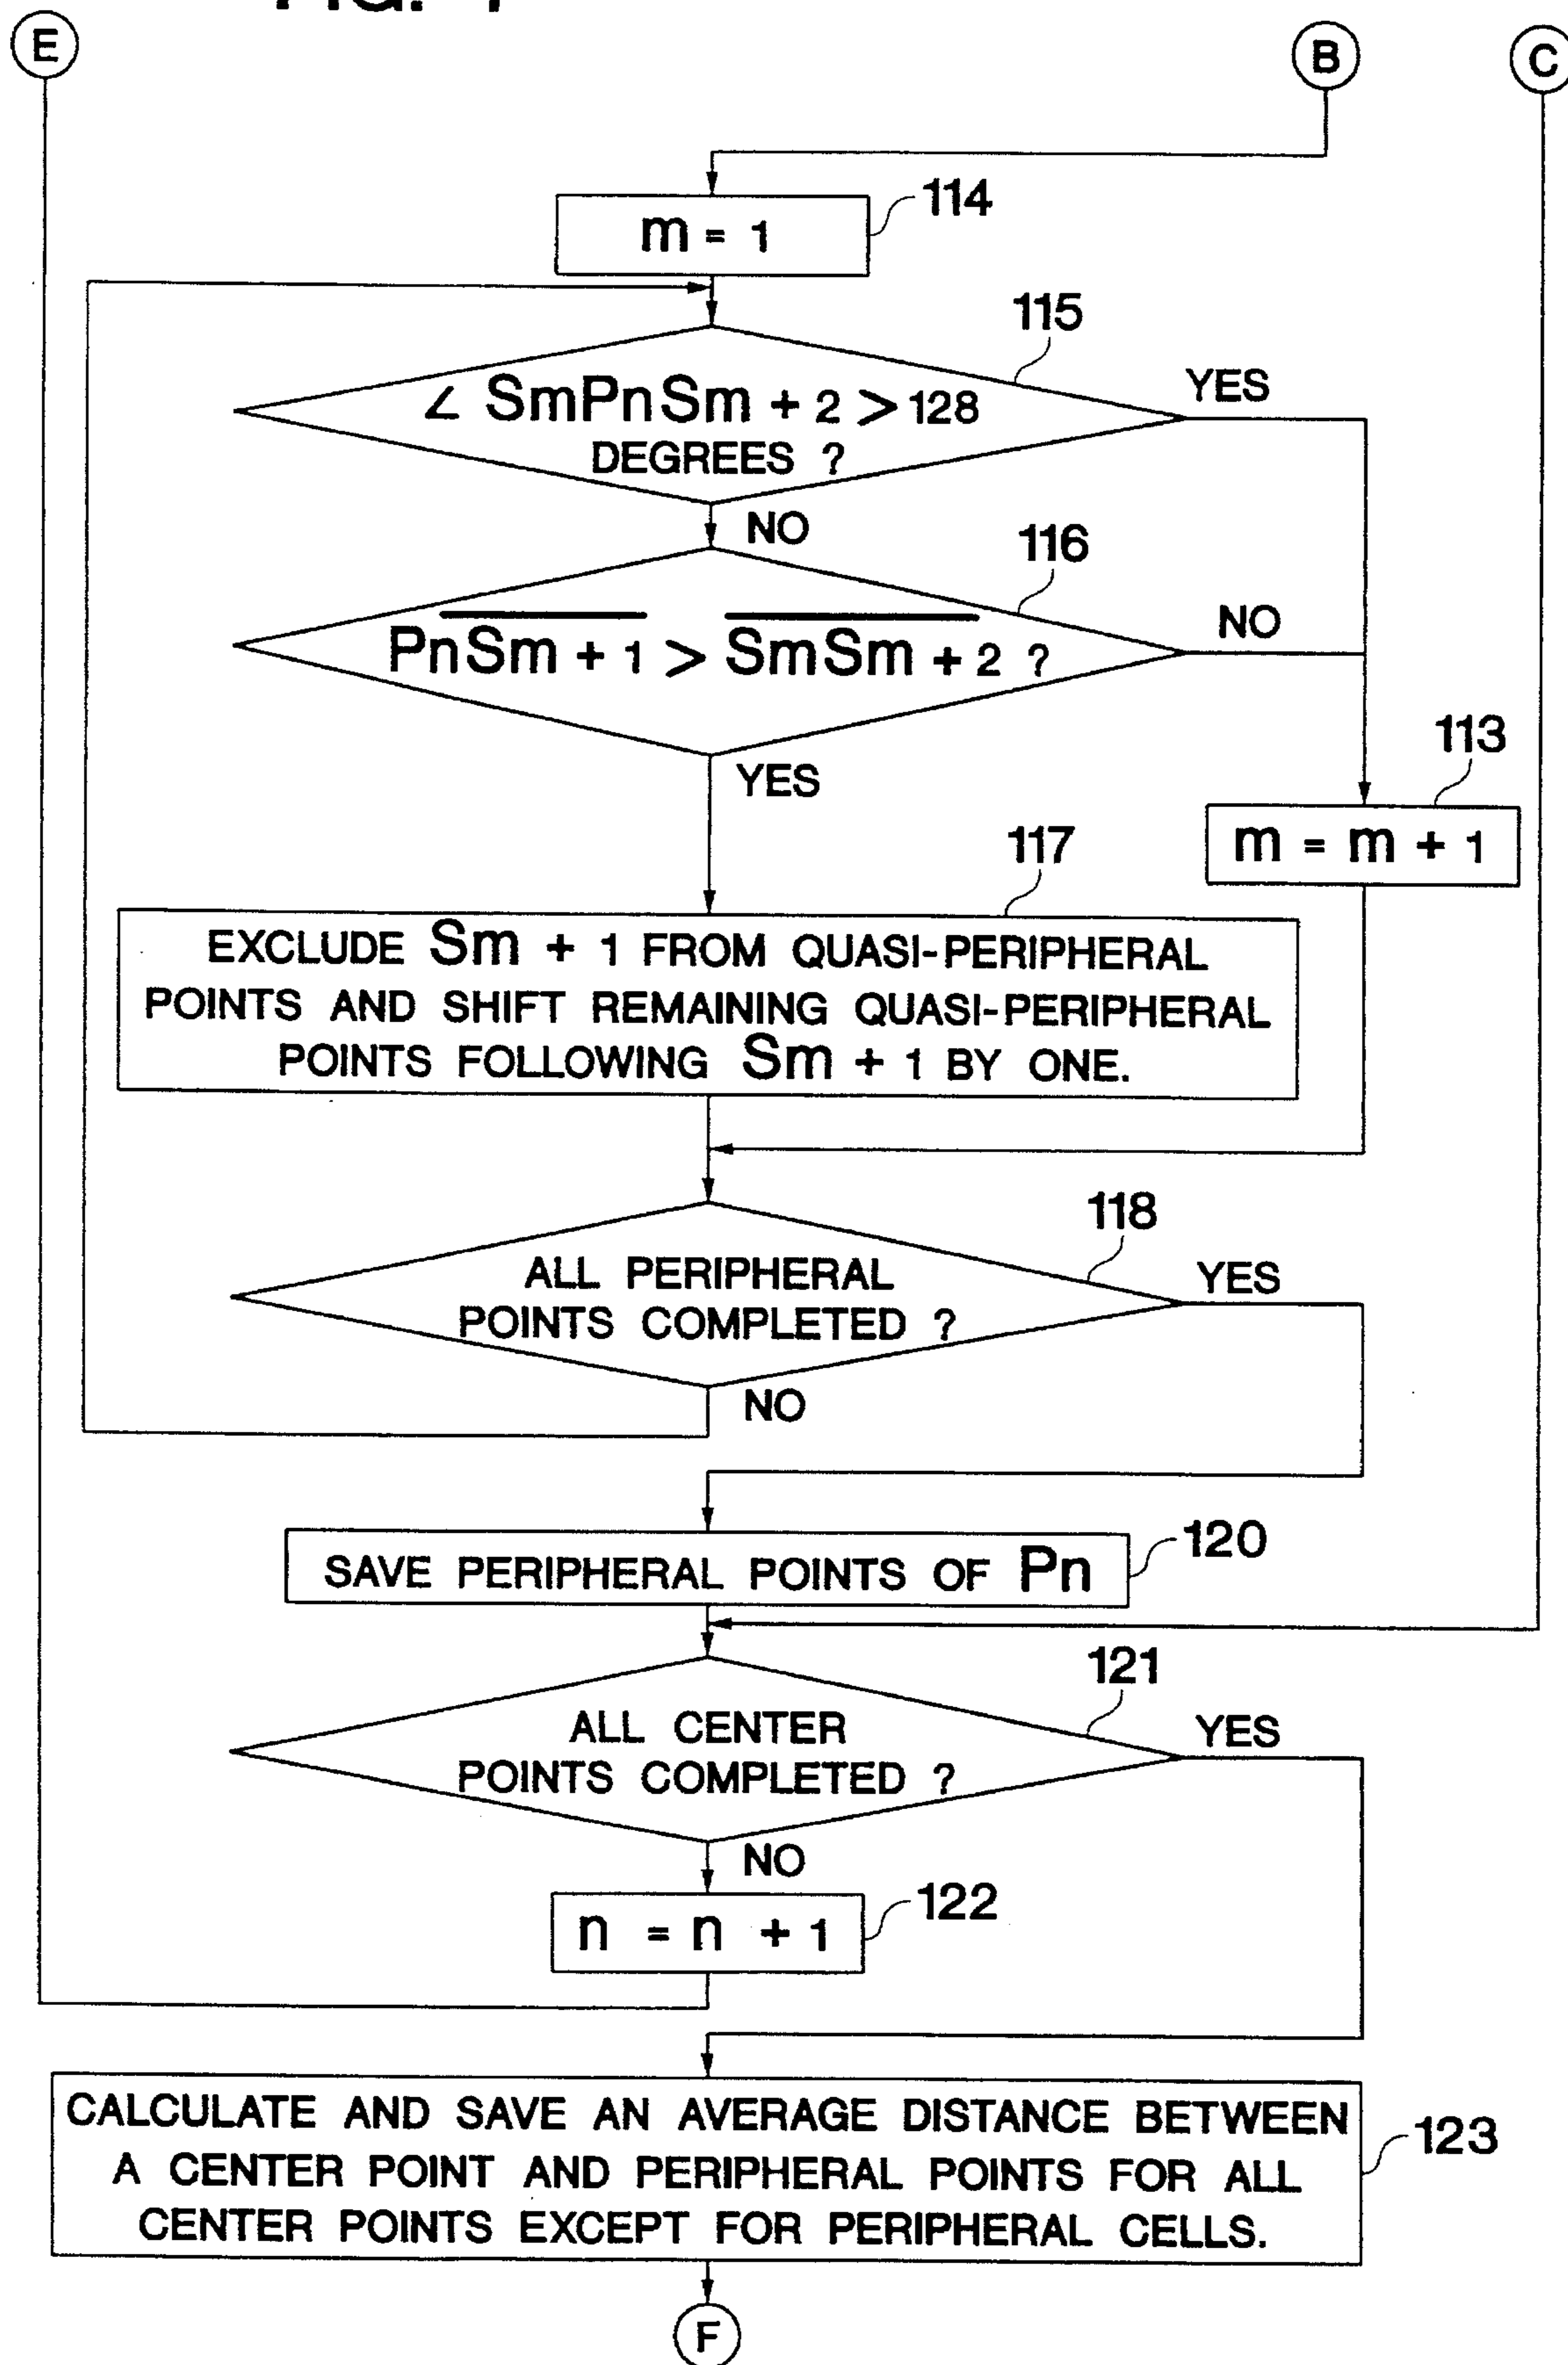 E
B
C
114
m = 1
115
∠ SmPnSm + 2 > 128
DEGREES ?
YES
NO
116
PnSm + 1 > SmSm + 2 ?
NO
YES
113
m = m + 1
117
EXCLUDE Sm + 1 FROM QUASI-PERIPHERAL
POINTS AND SHIFT REMAINING QUASI-PERIPHERAL
POINTS FOLLOWING Sm + 1 BY ONE.
118
ALL PERIPHERAL
POINTS COMPLETED ?
YES
NO
120
SAVE PERIPHERAL POINTS OF Pn
121
ALL CENTER
POINTS COMPLETED ?
YES
NO
122
n = n + 1
CALCULATE AND SAVE AN AVERAGE DISTANCE BETWEEN
A CENTER POINT AND PERIPHERAL POINTS FOR ALL
CENTER POINTS EXCEPT FOR PERIPHERAL CELLS.
123
F